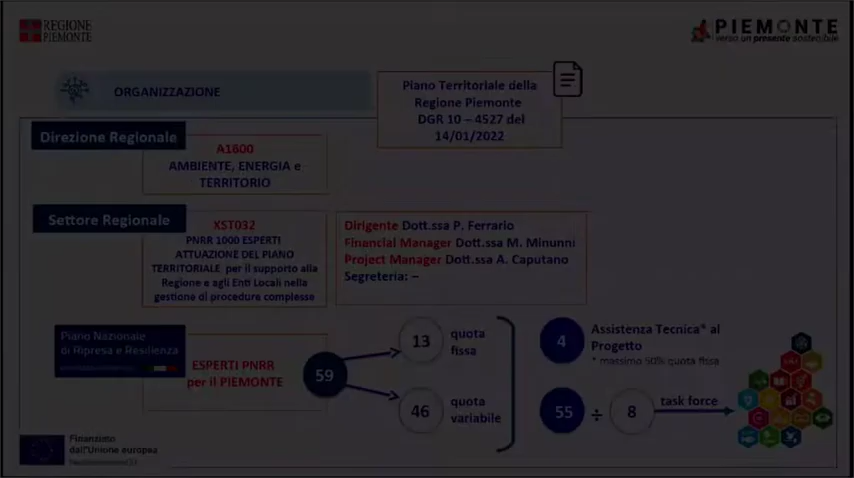 REGIONE
PIEMONTE
PIEMONTE
verso un presente sostenibile
ORGANIZZAZIONE
Piano Territoriale della
Regione Piemonte
DGR 10 – 4527 del
14/01/2022
Direzione Regionale
A1600
AMBIENTE, ENERGIA e
TERRITORIO
Settore Regionale
XST032
PNRR 1000 ESPERTI
ATTUAZIONE DEL PIANO
TERRITORIALE per il supporto alla
Regione e agli Enti Locali nella
gestione di procedure complesse
Dirigente Dott.ssa P. Ferrario
Financial Manager Dott.ssa M. Minunni
Project Manager Dott.ssa A. Caputano
Segreteria: –
Piano Nazionale
di Ripresa e Resilienza
ESPERTI PNRR
per il PIEMONTE
59
13
quota
fissa
46
quota
variabile
4
Assistenza Tecnica* al
Progetto
* massimo 50% quota fissa
55
÷
8
task force
Finanziato
dall'Unione europea